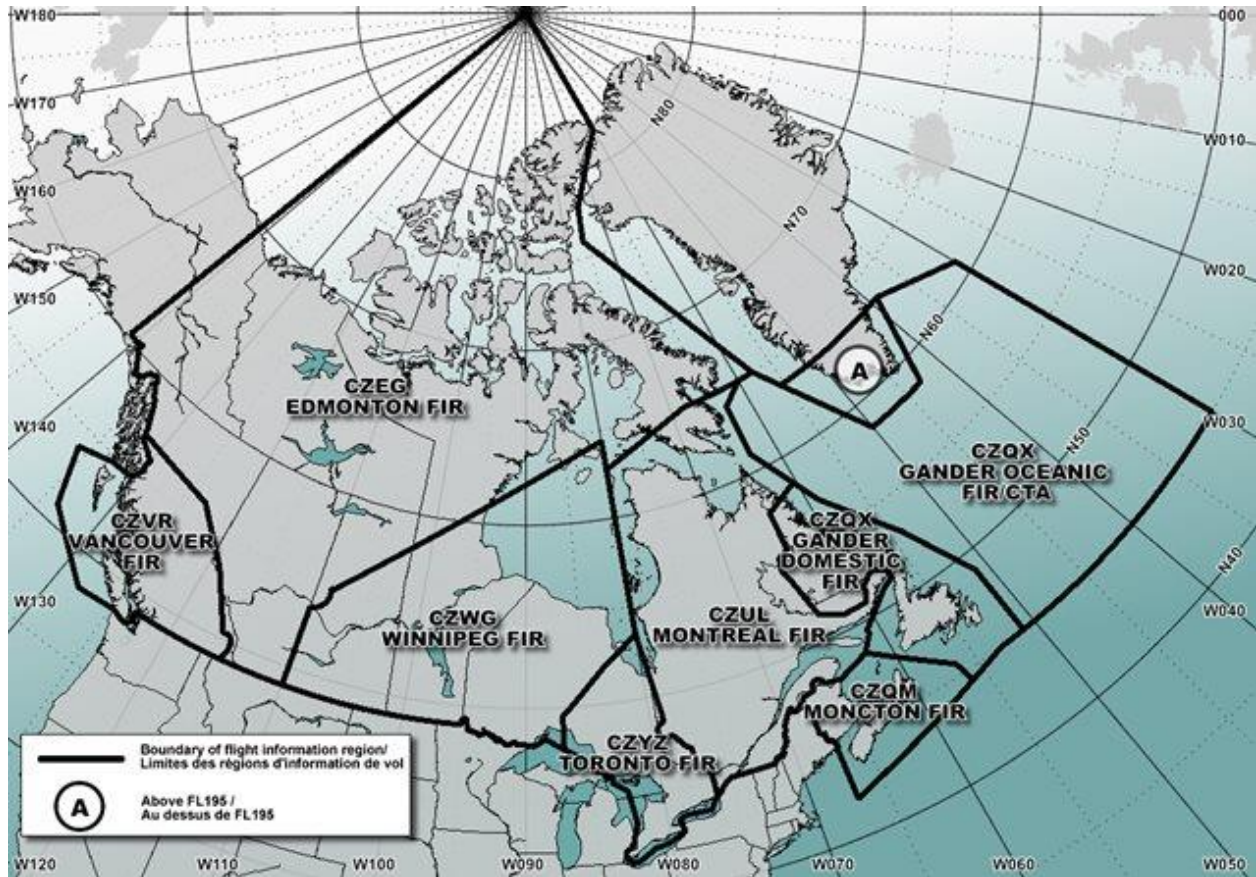 W180
000
W170
N80
W010
W160
N70
W020
W150
N60
A
W030
CZEG
EDMONTON FIR
W140
N50
CZQX
GANDER OCEANIC
FIR/CTA
CZVR
VANCOUVER
FIR
CZQX
GANDER
DOMESTIC
FIR
N40
W130
W040
CZWG
WINNIPEG FIR
CZUL
MONTREAL FIR
CZQM
MONCTON FIR
CZYZ
TORONTO FIR
Boundary of flight information region/
Limites des régions d'information de vol
A
Above FL195 /
Au dessus de FL195
W120
W110
W100
W090
W080
W070
W060
W050